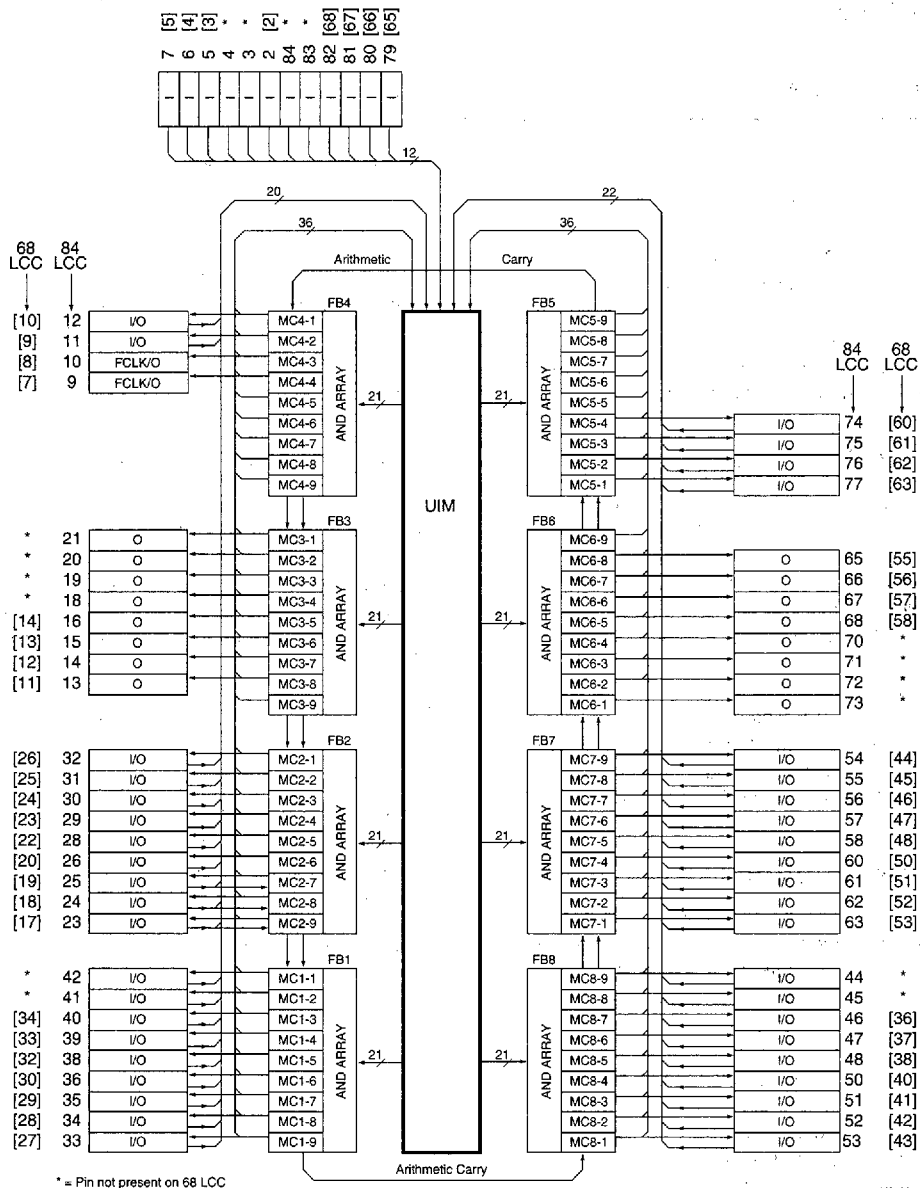 [5] [4] [3] * * [2] * * [68] [67] [66] [65]
7 6 5 4 3 2 84 83 82 81 80 79
I I I I I I I I I I I I
12
20 22
36 36
Arithmetic Carry
68 LCC 84 LCC
FB4
[10] 12 I/O MC4-1
[9] 11 I/O MC4-2
[8] 10 FCLK/O MC4-3
[7] 9 FCLK/O MC4-4
MC4-5
MC4-6
MC4-7
MC4-8
MC4-9
AND ARRAY
21
FB3
* 21 O MC3-1
* 20 O MC3-2
* 19 O MC3-3
* 18 O MC3-4
[14] 16 O MC3-5
[13] 15 O MC3-6
[12] 14 O MC3-7
[11] 13 O MC3-8
MC3-9
AND ARRAY
21
FB2
[26] 32 I/O MC2-1
[25] 31 I/O MC2-2
[24] 30 I/O MC2-3
[23] 29 I/O MC2-4
[22] 28 I/O MC2-5
[20] 26 I/O MC2-6
[19] 25 I/O MC2-7
[18] 24 I/O MC2-8
[17] 23 I/O MC2-9
AND ARRAY
21
FB1
* 42 I/O MC1-1
* 41 I/O MC1-2
[34] 40 I/O MC1-3
[33] 39 I/O MC1-4
[32] 38 I/O MC1-5
[30] 36 I/O MC1-6
[29] 35 I/O MC1-7
[28] 34 I/O MC1-8
[27] 33 I/O MC1-9
AND ARRAY
21
UIM
84 LCC 68 LCC
FB5
MC5-9
MC5-8
MC5-7
MC5-6
MC5-5
MC5-4 I/O 74 [60]
MC5-3 I/O 75 [61]
MC5-2 I/O 76 [62]
MC5-1 I/O 77 [63]
AND ARRAY
21
FB6
MC6-9
MC6-8 O 65 [55]
MC6-7 O 66 [56]
MC6-6 O 67 [57]
MC6-5 O 68 [58]
MC6-4 O 70 *
MC6-3 O 71 *
MC6-2 O 72 *
MC6-1 O 73 *
AND ARRAY
21
FB7
MC7-9 I/O 54 [44]
MC7-8 I/O 55 [45]
MC7-7 I/O 56 [46]
MC7-6 I/O 57 [47]
MC7-5 I/O 58 [48]
MC7-4 I/O 60 [50]
MC7-3 I/O 61 [51]
MC7-2 I/O 62 [52]
MC7-1 I/O 63 [53]
AND ARRAY
21
FB8
MC8-9 I/O 44 *
MC8-8 I/O 45 *
MC8-7 I/O 46 [36]
MC8-6 I/O 47 [37]
MC8-5 I/O 48 [38]
MC8-4 I/O 50 [40]
MC8-3 I/O 51 [41]
MC8-2 I/O 52 [42]
MC8-1 I/O 53 [43]
AND ARRAY
21
Arithmetic Carry
* = Pin not present on 68 LCC